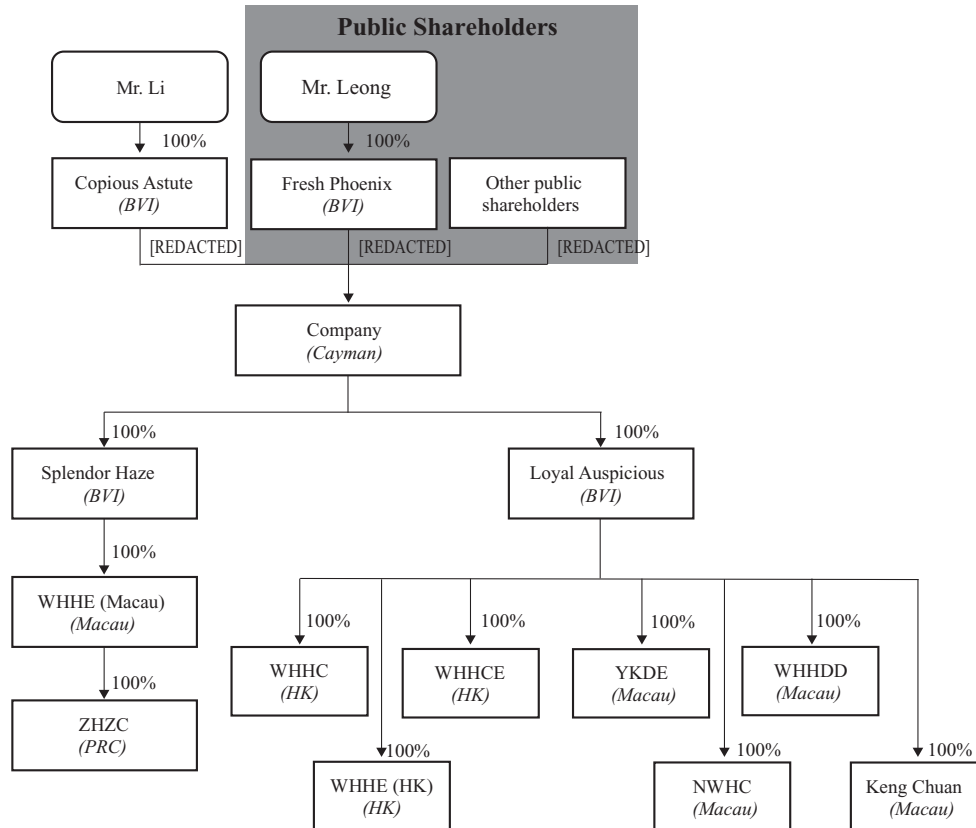 Public Shareholders
Mr. Li
Mr. Leong
100%
100%
Copious Astute
(BVI)
Fresh Phoenix
(BVI)
Other public
shareholders
[REDACTED]
[REDACTED]
[REDACTED]
Company
(Cayman)
100%
100%
Splendor Haze
(BVI)
Loyal Auspicious
(BVI)
100%
WHHE (Macau)
(Macau)
100%
100%
100%
100%
WHHC
(HK)
WHHCE
(HK)
YKDE
(Macau)
WHHDD
(Macau)
100%
ZHZC
(PRC)
100%
100%
100%
WHHE (HK)
(HK)
NWHC
(Macau)
Keng Chuan
(Macau)